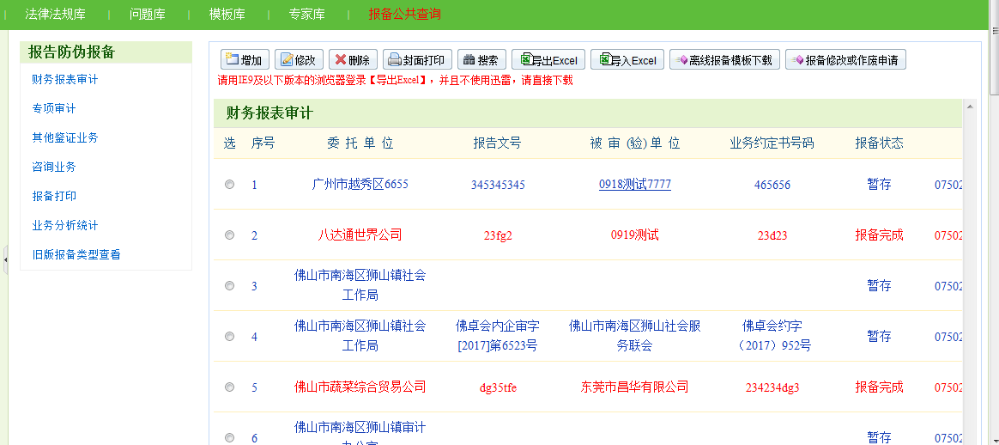 法律法规库 问题库 模板库 专家库 报备公共查询
报告防伪报备
财务报表审计
专项审计
其他鉴证业务
咨询业务
报备打印
业务分析统计
旧版报备类型查看
增加 修改 删除 封面打印 搜索 导出Excel 导入Excel 离线报备模板下载 报备修改或作废申请
请用IE9及以下版本的浏览器登录【导出Excel】，并且不使用迅雷，请直接下载
财务报表审计
选 序号 委 托 单 位 报告文号 被 审 (验) 单 位 业务约定书号码 报备状态
1 广州市越秀区6655 345345345 0918测试7777 465656 暂存 07502
2 八达通世界公司 23fg2 0919测试 23d23 报备完成 07502
佛山市南海区狮山镇社会
3 工作局 暂存 07502
佛山市南海区狮山镇社会 佛卓会内企审字 佛山市南海区狮山社会服 佛卓会约字
4 工作局 [2017]第6523号 务联会 （2017）952号 暂存 07502
5 佛山市蔬菜综合贸易公司 dg35tfe 东莞市昌华有限公司 234234dg3 报备完成 07502
佛山市南海区狮山镇审计
6 暂存 07502